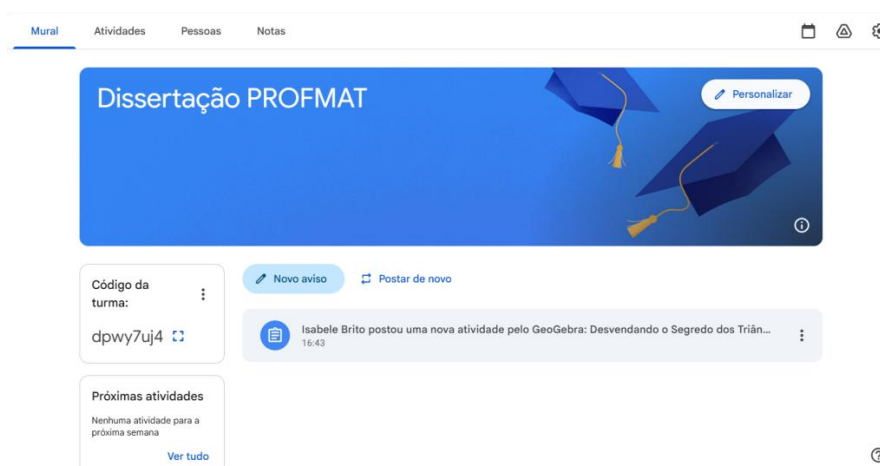 Mural Atividades Pessoas Notas
Dissertação PROFMAT
Personalizar
Código da
turma:
dpwy7uj4
Novo aviso Postar de novo
Isabele Brito postou uma nova atividade pelo GeoGebra: Desvendando o Segredo dos Triân...
16:43
Próximas atividades
Nenhuma atividade para a
próxima semana
Ver tudo